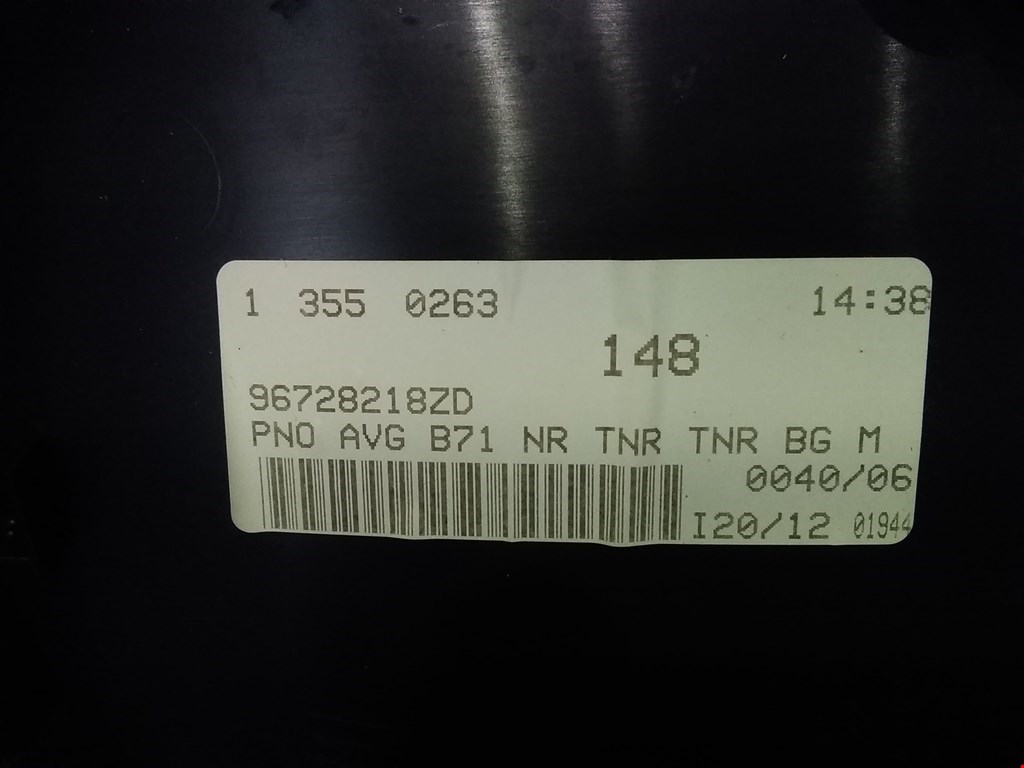 1 355 0263 14:38
148
96728218ZD
PNO AVG B71 NR TNR TNR BG M
0040/06
I20/12 01944